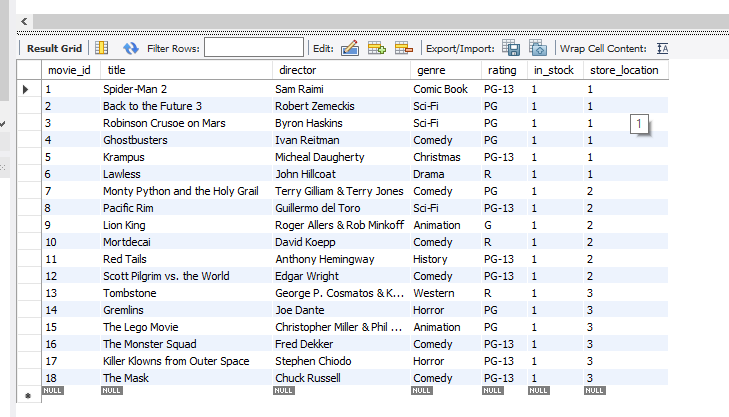 Result Grid Filter Rows: Edit: Export/Import: Wrap Cell Content: IA
movie_id title director genre rating in_stock store_location
1 Spider-Man 2 Sam Raimi Comic Book PG-13 1 1
2 Back to the Future 3 Robert Zemeckis Sci-Fi PG 1 1
3 Robinson Crusoe on Mars Byron Haskins Sci-Fi PG 1 1
1
4 Ghostbusters Ivan Reitman Comedy PG 1 1
5 Krampus Micheal Daugherty Christmas PG-13 1 1
6 Lawless John Hillcoat Drama R 1 1
7 Monty Python and the Holy Grail Terry Gilliam & Terry Jones Comedy PG 1 2
8 Pacific Rim Guillermo del Toro Sci-Fi PG-13 1 2
9 Lion King Roger Allers & Rob Minkoff Animation G 1 2
10 Mortdecai David Koepp Comedy R 1 2
11 Red Tails Anthony Hemingway History PG-13 1 2
12 Scott Pilgrim vs. the World Edgar Wright Comedy PG-13 1 2
13 Tombstone George P. Cosmatos & K... Western R 1 3
14 Gremlins Joe Dante Horror PG 1 3
15 The Lego Movie Christopher Miller & Phil ... Animation PG 1 3
16 The Monster Squad Fred Dekker Comedy PG-13 1 3
17 Killer Klowns from Outer Space Stephen Chiodo Horror PG-13 1 3
18 The Mask Chuck Russell Comedy PG-13 1 3
NULL NULL NULL NULL NULL NULL NULL